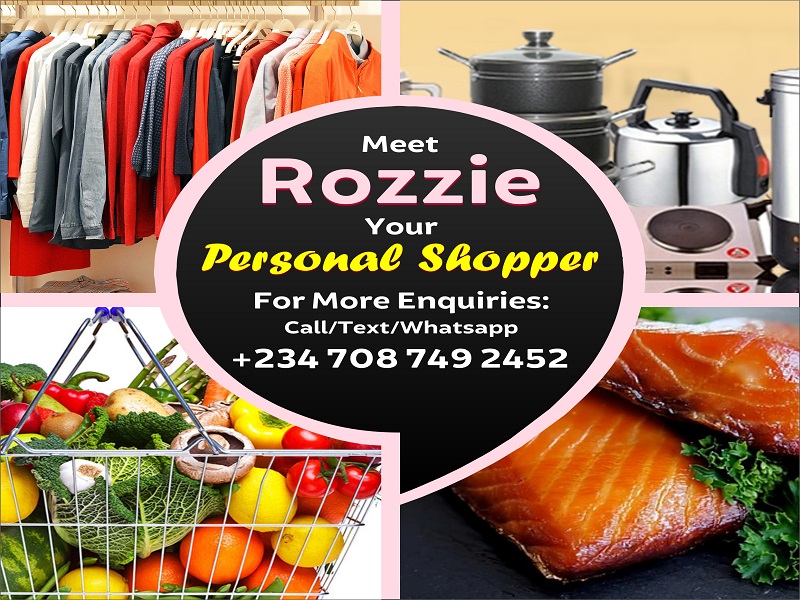 Meet
Rozzie
Your
Personal Shopper
For More Enquiries:
Call/Text/Whatsapp
+234 708 749 2452